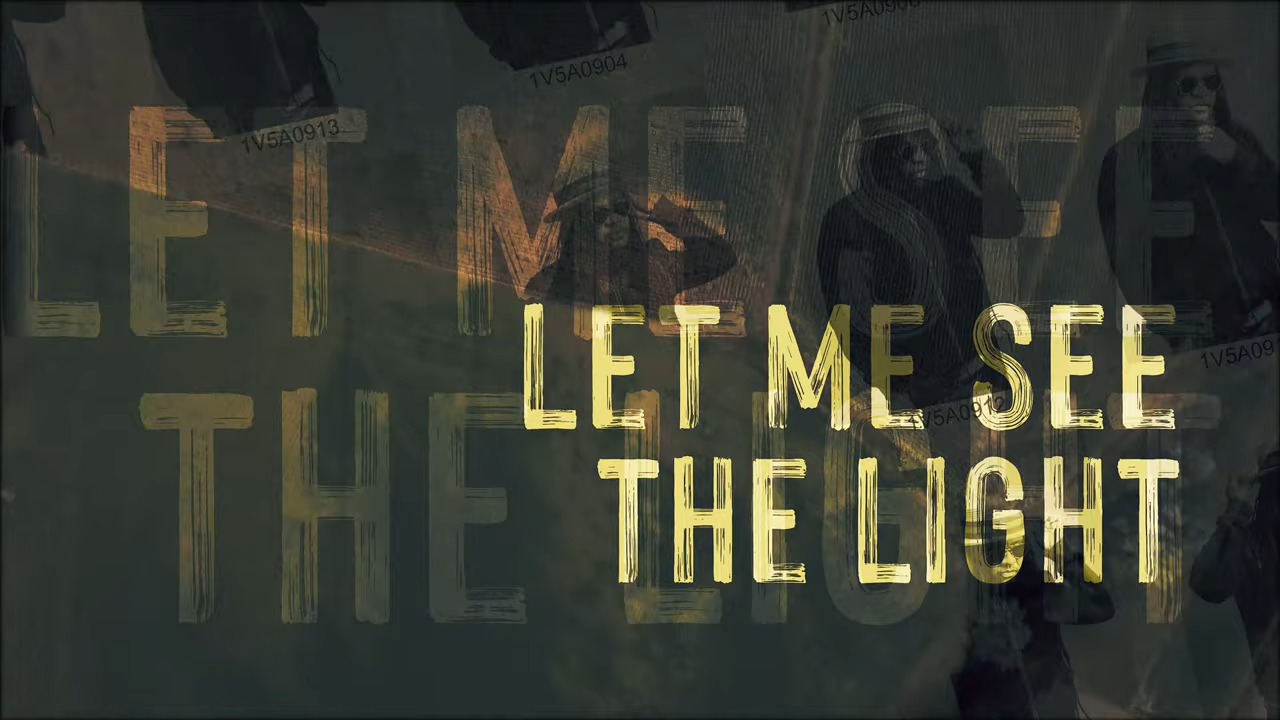 1V5A0904
1V5A0913
LET ME SEE
THE LIGHT
LET ME SEE
THE LIGHT
1V5A0912